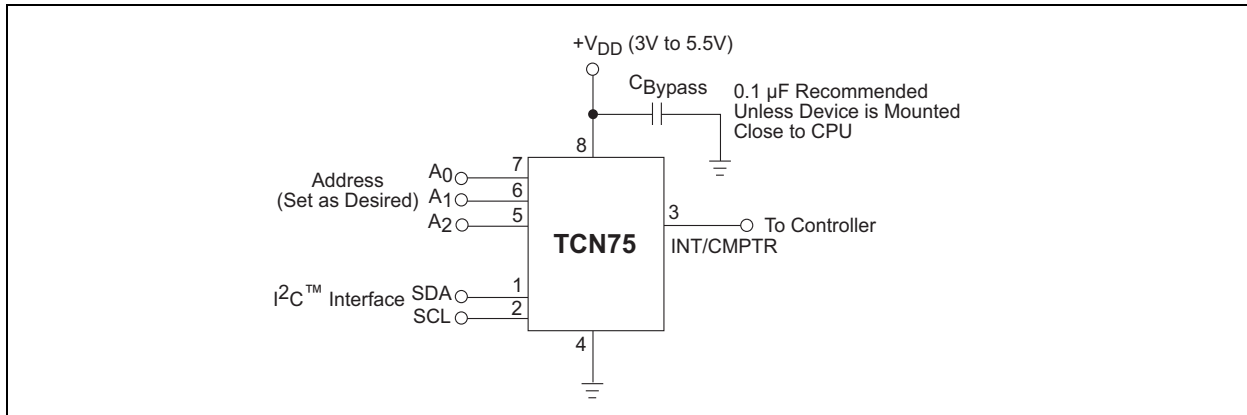 +VDD (3V to 5.5V)
CBypass
0.1 µF Recommended
Unless Device is Mounted
Close to CPU
8
Address
(Set as Desired)
A0
7
A1
6
A2
5
TCN75
3
To Controller
INT/CMPTR
I2C™ Interface
SDA
1
SCL
2
4